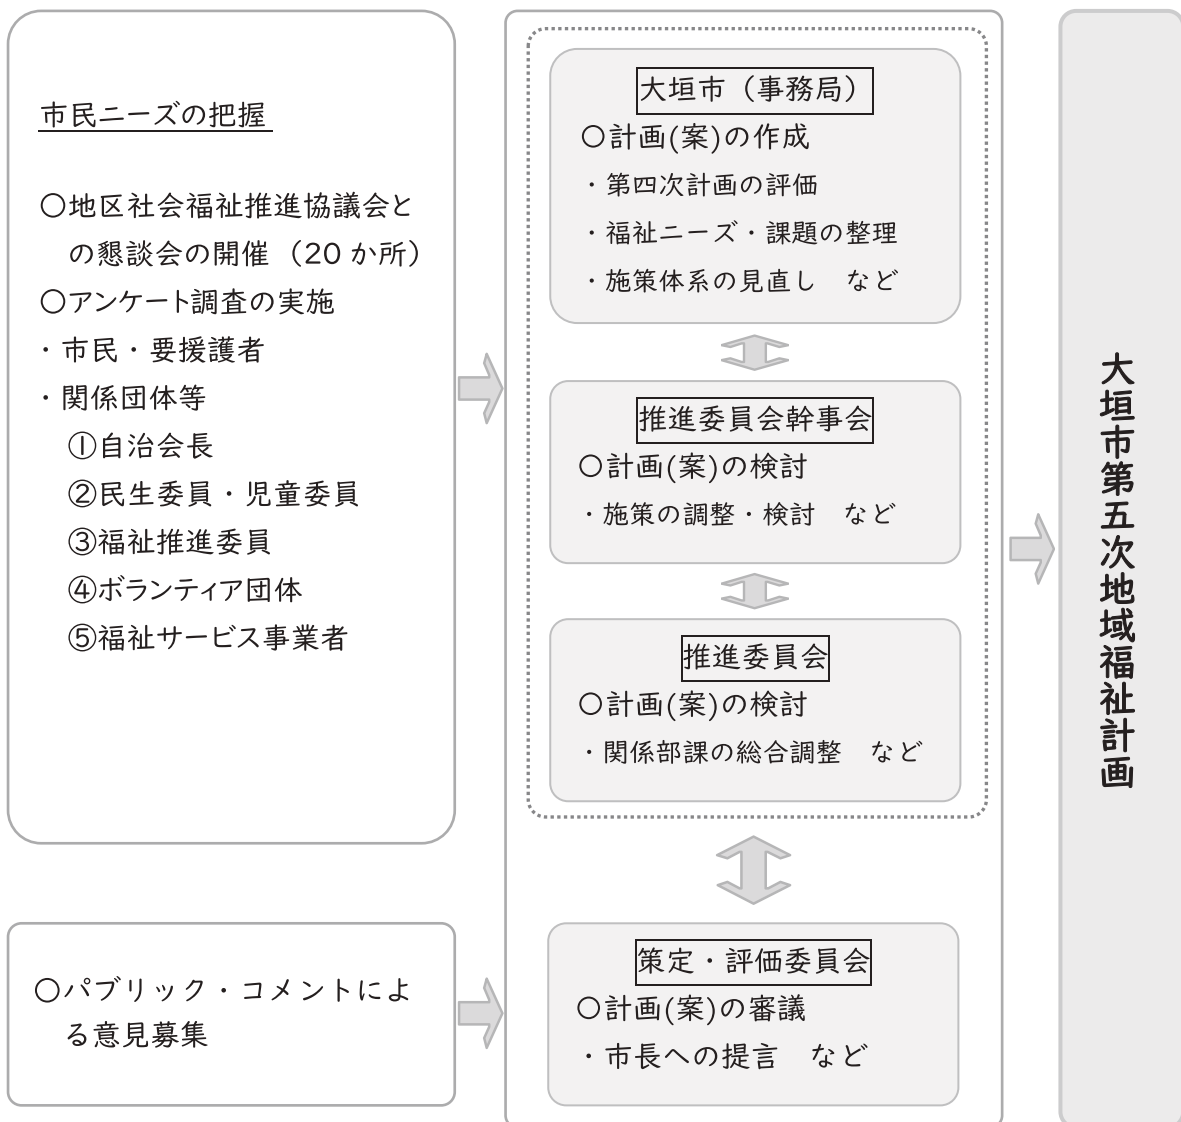 市民ニーズの把握
〇地区社会福祉推進協議会と
の懇談会の開催（20か所）
〇アンケート調査の実施
・市民・要援護者
・関係団体等
①自治会長
②民生委員・児童委員
③福祉推進委員
④ボランティア団体
⑤福祉サービス事業者
〇パブリック・コメントによ
る意見募集
大垣市（事務局）
〇計画(案)の作成
・第四次計画の評価
・福祉ニーズ・課題の整理
・施策体系の見直し　など
推進委員会幹事会
〇計画(案)の検討
・施策の調整・検討　など
推進委員会
〇計画(案)の検討
・関係部課の総合調整　など
策定・評価委員会
〇計画(案)の審議
・市長への提言　など
大垣市第五次地域福祉計画